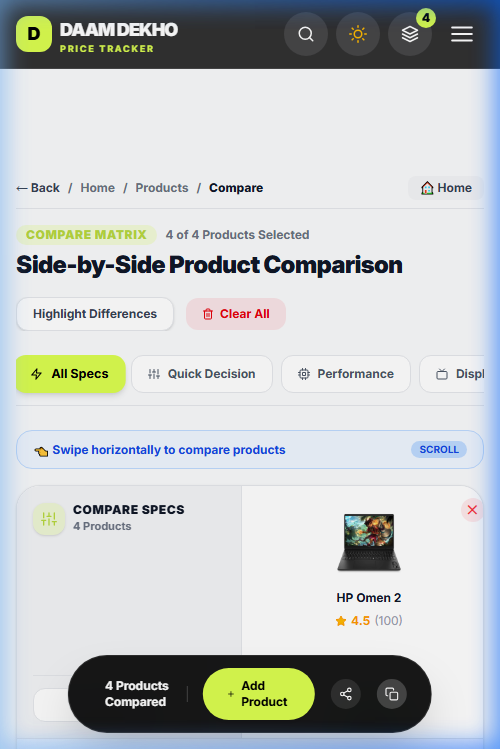 D
DAAM DEKHO
PRICE TRACKER
4
← Back / Home / Products / Compare
Home
COMPARE MATRIX
4 of 4 Products Selected
Side-by-Side Product Comparison
Highlight Differences
Clear All
All Specs
Quick Decision
Performance
Displ
Swipe horizontally to compare products
SCROLL
COMPARE SPECS
4 Products
HP Omen 2
4.5 (100)
4 Products
Compared
+ Add
Product